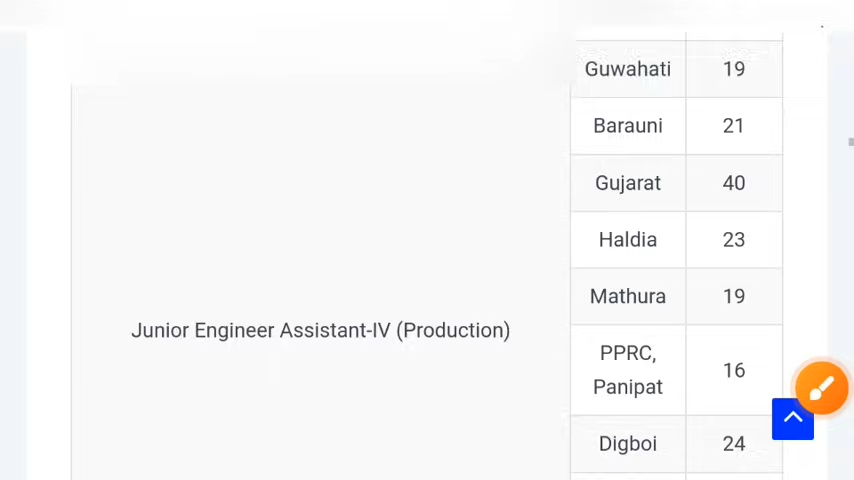 Guwahati 19
Barauni 21
Gujarat 40
Haldia 23
Mathura 19
Junior Engineer Assistant-IV (Production)
PPRC,
Panipat 16
Digboi 24